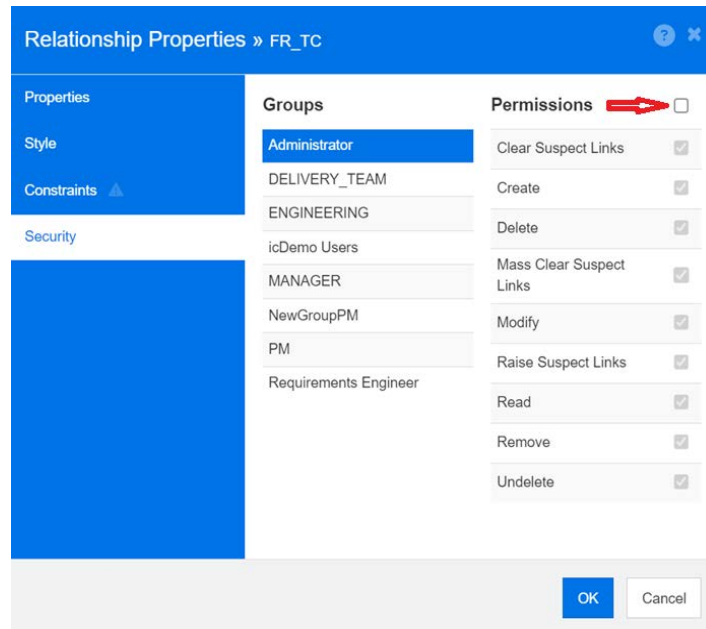 Relationship Properties » FR_TC
Properties
Style
Constraints
Security
Groups
Administrator
DELIVERY_TEAM
ENGINEERING
icDemo Users
MANAGER
NewGroupPM
PM
Requirements Engineer
Permissions
Clear Suspect Links
Create
Delete
Mass Clear Suspect
Links
Modify
Raise Suspect Links
Read
Remove
Undelete
OK
Cancel